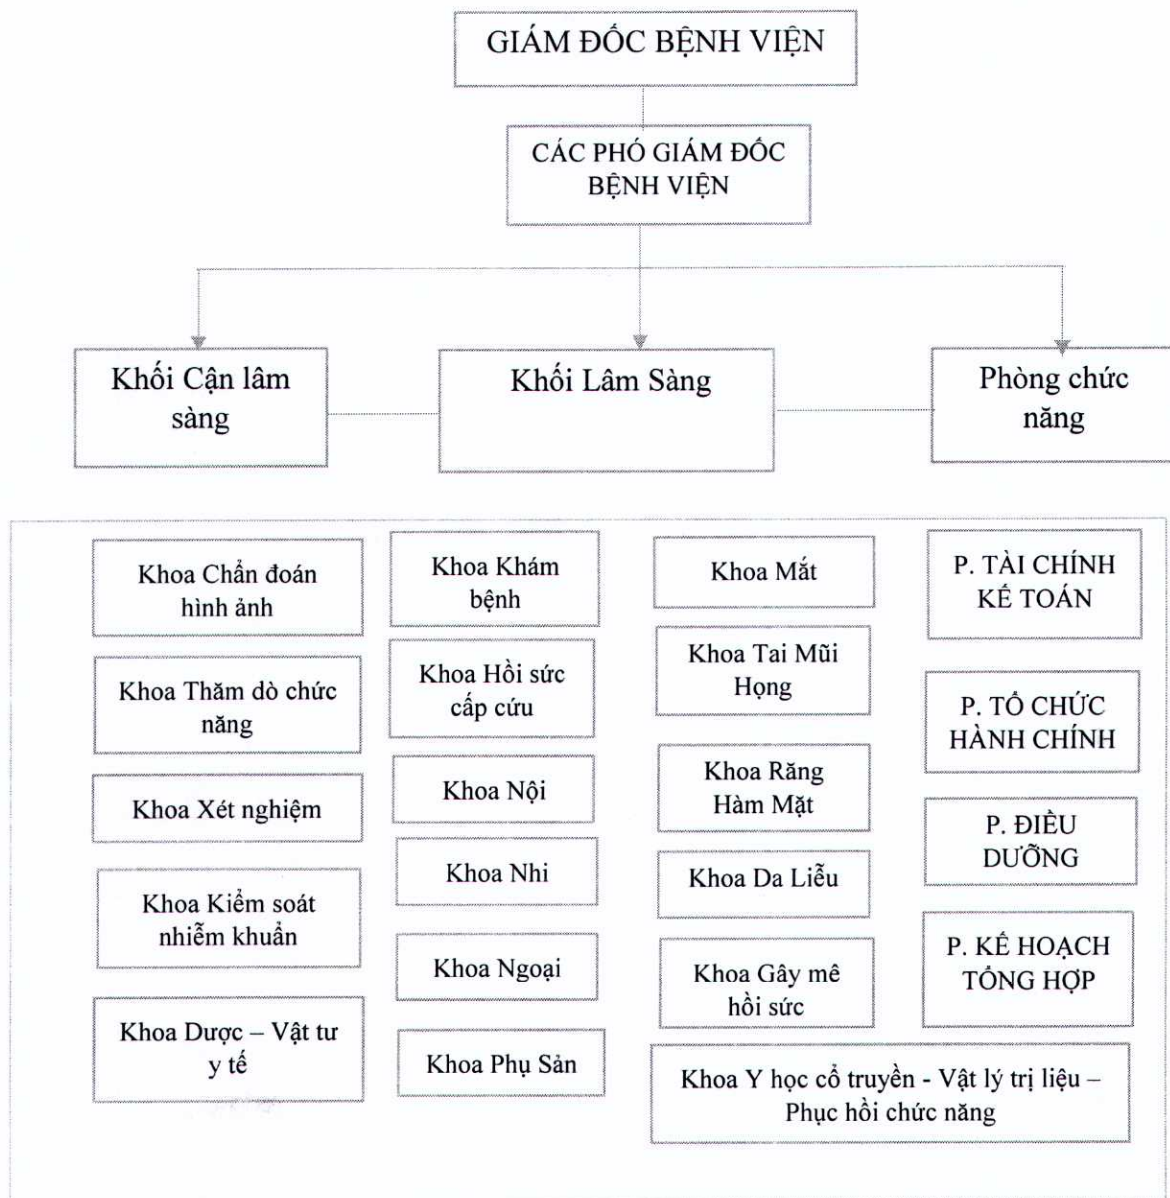 GIÁM ĐỐC BỆNH VIỆN
CÁC PHÓ GIÁM ĐỐC
BỆNH VIỆN
Khối Cận lâm
sàng
Khối Lâm Sàng
Phòng chức
năng
Khoa Chẩn đoán
hình ảnh
Khoa Thăm dò chức
năng
Khoa Xét nghiệm
Khoa Kiểm soát
nhiễm khuẩn
Khoa Dược – Vật tư
y tế
Khoa Khám
bệnh
Khoa Hồi sức
cấp cứu
Khoa Nội
Khoa Nhi
Khoa Ngoại
Khoa Phụ Sản
Khoa Mắt
Khoa Tai Mũi
Họng
Khoa Răng
Hàm Mặt
Khoa Da Liễu
Khoa Gây mê
hồi sức
Khoa Y học cổ truyền - Vật lý trị liệu –
Phục hồi chức năng
P. TÀI CHÍNH
KẾ TOÁN
P. TỔ CHỨC
HÀNH CHÍNH
P. ĐIỀU
DƯỠNG
P. KẾ HOẠCH
TỔNG HỢP